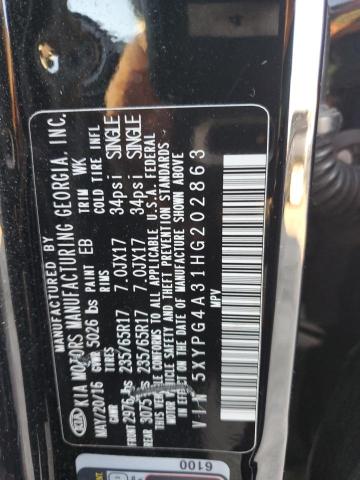 MANUFACTURED BY
KIA KIA MOTORS MANUFACTURING GEORGIA, INC.
MAY/20/16 GVWR 5026 lbs PAINT EB TRIM WK
GAWR TIRES RIMS COLD TIRE INFL
FRONT 2976 lbs 235/65R17 7.0JX17 34psi SINGLE
REAR 3075 lbs 235/65R17 7.0JX17 34psi SINGLE
THIS VEHICLE CONFORMS TO ALL APPLICABLE U.S.A. FEDERAL
MOTOR VEHICLE SAFETY AND THEFT PREVENTION STANDARDS
IN EFFECT ON THE DATE OF MANUFACTURE SHOWN ABOVE
VIN 5XYPG4A31HG202863
MPV
6100